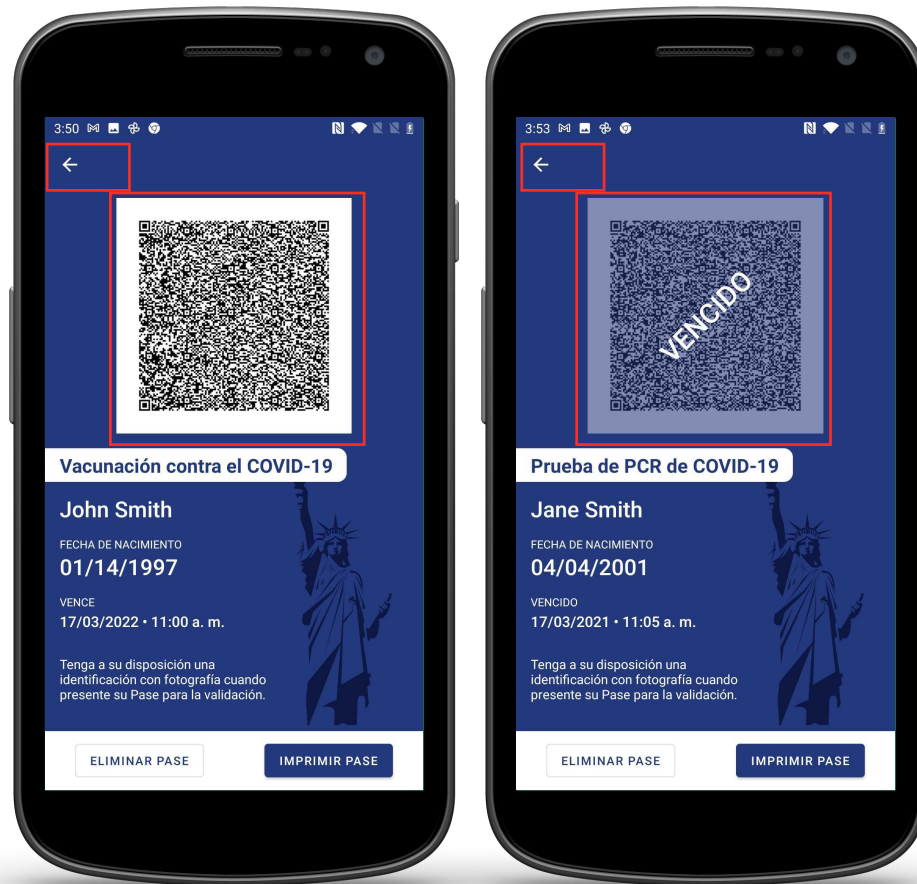 3:50
Vacunación contra el COVID-19
John Smith
FECHA DE NACIMIENTO
01/14/1997
VENCE
17/03/2022 • 11:00 a. m.
Tenga a su disposición una
identificación con fotografía cuando
presente su Pase para la validación.
ELIMINAR PASE
IMPRIMIR PASE
3:53
VENCIDO
Prueba de PCR de COVID-19
Jane Smith
FECHA DE NACIMIENTO
04/04/2001
VENCIDO
17/03/2021 • 11:05 a. m.
Tenga a su disposición una
identificación con fotografía cuando
presente su Pase para la validación.
ELIMINAR PASE
IMPRIMIR PASE